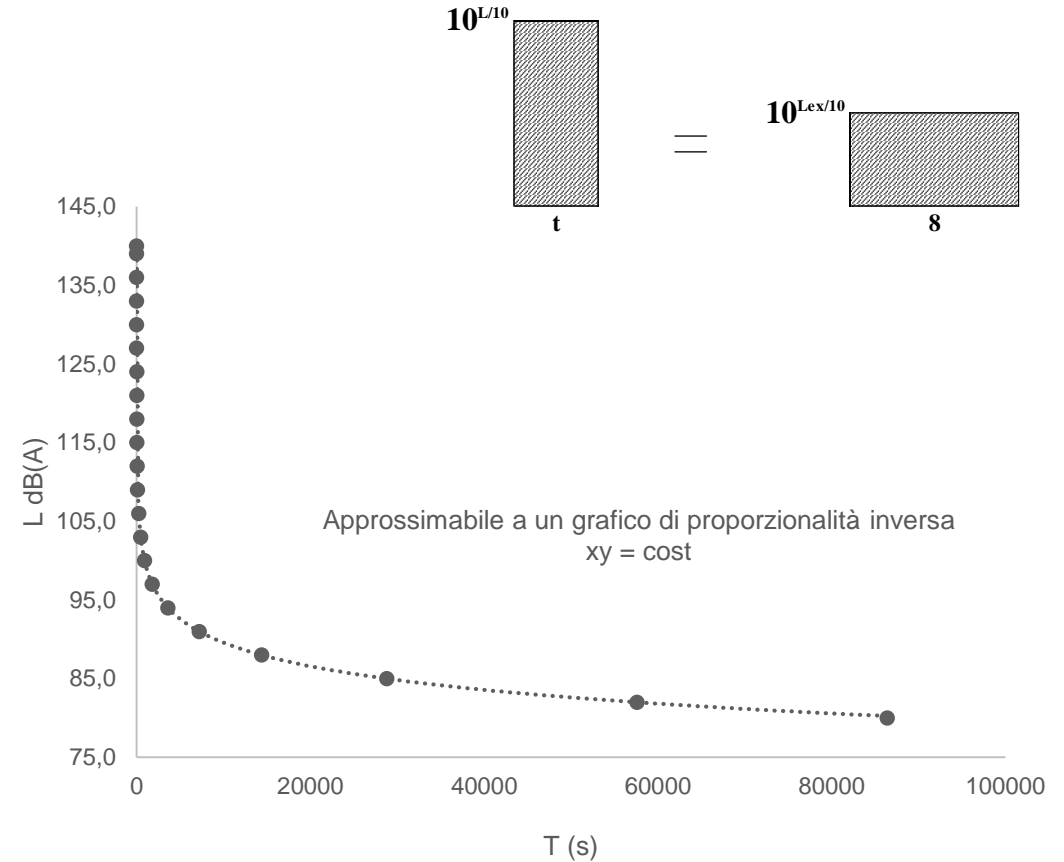 10^L/10
10^Lex/10
=
t
8
145,0
135,0
125,0
115,0
105,0
95,0
85,0
75,0
L dB(A)
Approssimabile a un grafico di proporzionalità inversa
xy = cost
0 20000 40000 60000 80000 100000
T (s)